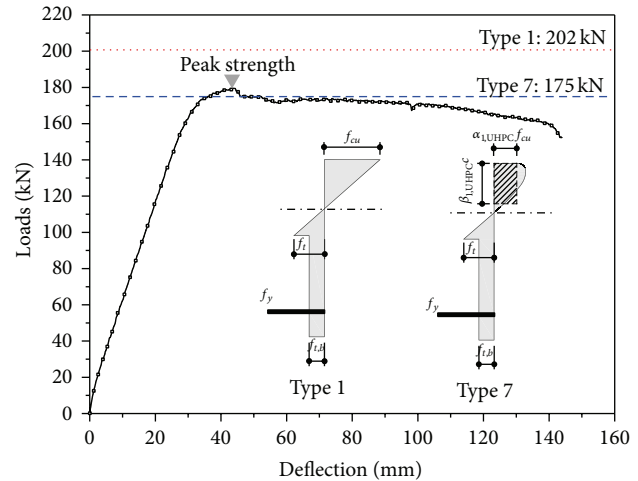 220
200
180
160
140
120
100
80
60
40
20
0
Loads (kN)
Type 1: 202 kN
Peak strength
Type 7: 175 kN
f_cu
α_1,UHPC f_cu
β_1,UHPC c
f_t
f_t
f_y
f_y
f_t,b
f_t,b
Type 1
Type 7
0 20 40 60 80 100 120 140 160
Deflection (mm)